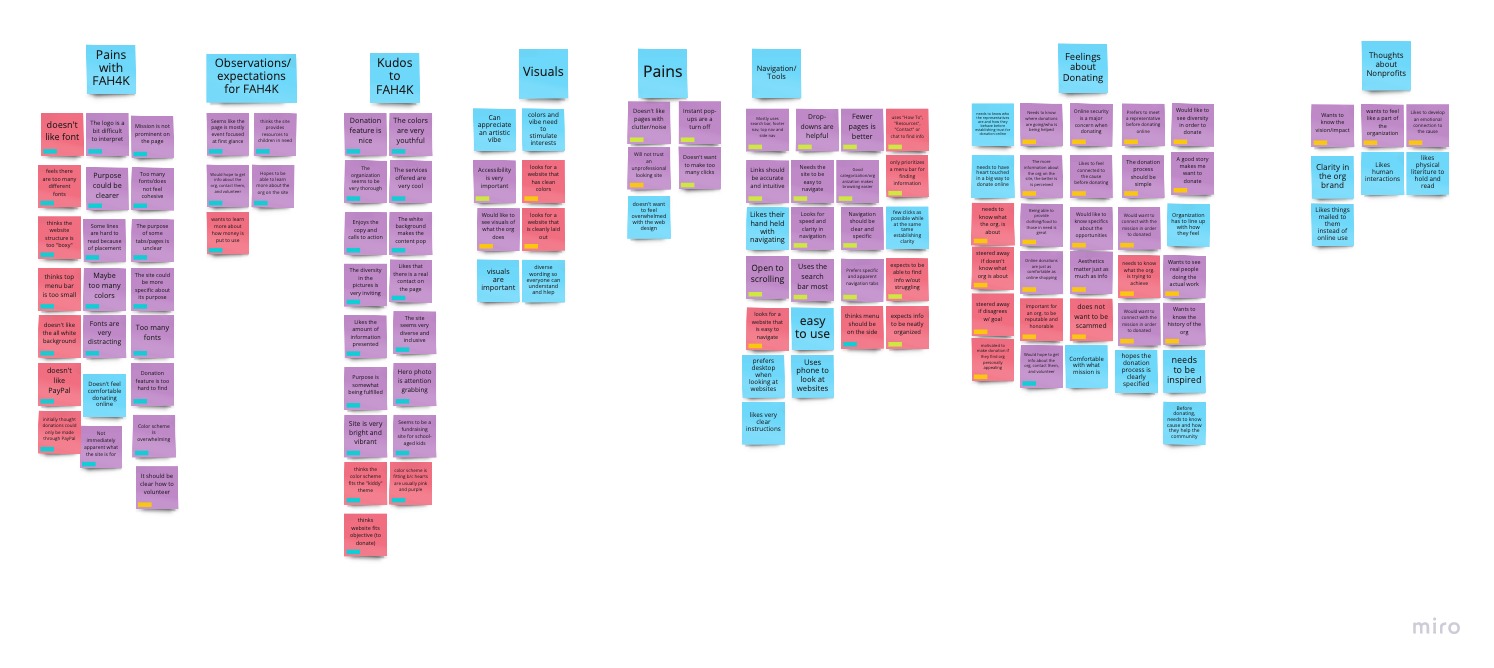 Pains
with
FAH4K
doesn't
like font
The logo is a
bit difficult
to interpret
Mission is not
prominent on
the page
feels there
are too many
different
fonts
Purpose
could be
clearer
Too many
fonts/does
not feel
cohesive
thinks the
website
structure is
too "boxy"
Some lines
are hard to
read because
of placement
The purpose
of some
tabs/pages is
unclear
thinks top
menu bar
is too small
Maybe
too many
colors
The site could
be more
specific about
its purpose
doesn't like
the all white
background
Fonts are
very
distracting
Too many
fonts
doesn't
like
PayPal
Doesn't feel
comfortable
donating
online
Donation
feature is too
hard to find
initially thought
donations could
only be made
through PayPal
Not
immediately
apparent what
the site is for
Color scheme
is
overwhelming
It should be
clear how to
volunteer
Observations/
expectations
for FAH4K
Seems like the
page is mostly
event focused
at first glance
thinks the site
provides
resources to
children in need
Would hope to get
info about the
org, contact them,
and volunteer
Hopes to be
able to learn
more about the
org on the site
wants to learn
more about
how money is
put to use
Kudos
to
FAH4K
Donation
feature is
nice
The colors
are very
youthful
The
organization
seems to be
very thorough
The services
offered are
very cool
Enjoys the
copy and
calls to action
The white
background
makes the
content pop
The diversity
in the
pictures is
very inviting
Likes that
there is a real
contact on
the page
Likes the
amount of
information
presented
The site
seems very
diverse and
inclusive
Purpose is
somewhat
being fulfilled
Hero photo
is attention
grabbing
Site is very
bright and
vibrant
Seems to be a
fundraising
site for school-
aged kids
thinks the
color scheme
fits the "kiddy"
theme
color scheme is
fitting b/c hearts
are usually pink
and purple
thinks
website fits
objective (to
donate)
Visuals
Can
appreciate
an artistic
vibe
colors and
vibe need
to
stimulate
interests
Accessibility
is very
important
looks for a
website that
has clean
colors
Would like to
see visuals of
what the org
does
looks for a
website that
is cleanly laid
out
visuals
are
important
diverse
wording so
everyone can
understand
and hlep
Pains
Doesn't like
pages with
clutter/noise
Instant pop-
ups are a
turn off
Will not trust
an
unprofessional
looking site
Doesn't want
to make too
many clicks
doesn't want
to feel
overwhelmed
with the web
design
Navigation/
Tools
Mostly uses
search bar, footer
nav, top nav and
side nav
Drop-
downs are
helpful
Fewer
pages is
better
uses "How To",
"Resources",
"Contact" or
chat to find info
Links should
be accurate
and intuitive
Needs the
site to be
easy to
navigate
Good
categorization/org
anization makes
browsing easier
only prioritize
a menu bar for
finding
information
Likes their
hand held
with
navigating
Looks for
speed and
clarity in
navigation
Navigation
should be
clear and
specific
few clicks as
possible while
at the same
same
establishing
clarity
Open to
scrolling
Uses the
search
bar most
Prefers specific
and apparent
navigation tabs
expects to be
able to find
info w/out
struggling
looks for a
website that
is easy to
navigate
easy
to use
thinks menu
should be
on the side
expects info
to be neatly
organized
prefers
desktop
when
looking at
websites
Uses
phone to
look at
websites
likes very
clear
instructions
Feelings
about
Donating
Needs to know
where donations
are going/who is
being helped
Online security
is a major
concern when
donating
Prefers to meet
a representative
before donating
online
Would like to
see diversity
in order to
donate
needs to have
heart touched
in a big way to
donate online
The more
information about
the org on the
site, the better is
is perceived
Likes to feel
connected to
the cause
before donating
The donation
process
should be
simple
A good story
makes me
want to
donate
needs to
know what
the org. is
about
Being able to
provide
nothing/food to
those in need is
great
Would like to
know specifics
about the
opportunities
Would want to
connect with the
mission in order
to donated
Organization
has to line up
with how they
feel
steered away
if doesn't
know what
org is about
Online donations
are just as
comfortable as
online shopping
Aesthetics
matter just as
much as info
needs to know
what the org.
is trying to
achieve
Wants to see
real people
doing the
actual work
steered away
if disagrees
w/ goal
important for
an org. to be
reputable and
honorable
does not
want to be
scammed
Would want to
connect with the
mission in order
to donated
Wants to
know the
history of the
org
motivated to
make donation if
they find org.
personally
appealing
Would hope to get
info about the
org, contact them,
and volunteer
Comfortable
with what
mission is
hopes the
donation
process is
clearly
specified
needs
to be
inspired
Before
donating,
needs to know
cause and how
they help the
community
Thoughts
about
Nonprofits
Wants to
know the
vision/impact
wants to feel
like a part of
the
organization
Likes to develop
an emotional
connection to
the cause
Clarity in
the org
brand
Likes
human
interactions
likes
physical
literiture to
hold and
read
Likes things
mailed to
them
instead of
online use
miro